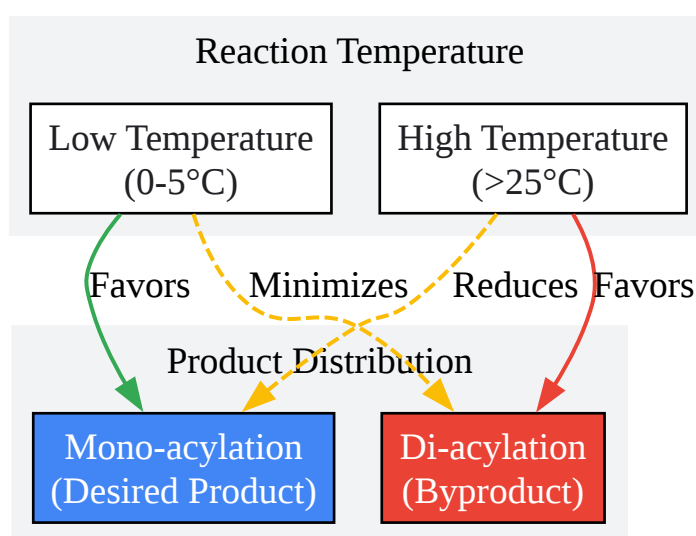 Reaction Temperature
Low Temperature
(0-5°C)
High Temperature
(>25°C)
Favors
Minimizes
Reduces
Favors
Product Distribution
Mono-acylation
(Desired Product)
Di-acylation
(Byproduct)